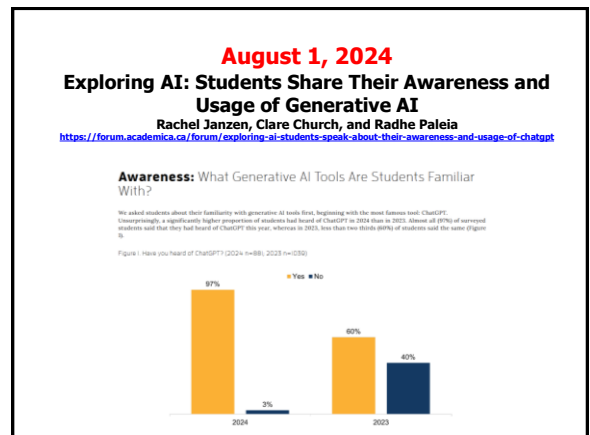 August 1, 2024
Exploring AI: Students Share Their Awareness and
Usage of Generative AI
Rachel Janzen, Clare Church, and Radhe Paleia
https://forum.academica.ca/forum/exploring-ai-students-speak-about-their-awareness-and-usage-of-chatgpt
Awareness: What Generative AI Tools Are Students Familiar
With?
We asked students about their familiarity with generative AI tools first, beginning with the most famous tool: ChatGPT.
Unsurprisingly, a significantly higher proportion of students had heard of ChatGPT in 2024 than in 2023. Almost all (97%) of surveyed
students said that they had heard of ChatGPT this year, whereas in 2023, less than two thirds (60%) of students said the same (Figure
1).
Figure 1. Have you heard of ChatGPT? (2024 2023 n=1039)
Yes No
97%
60%
40%
3%
2024 2023